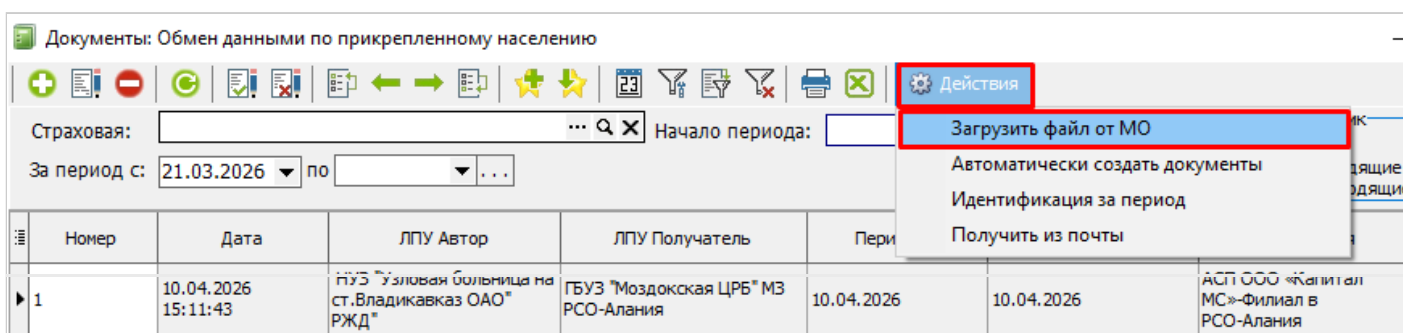 Документы: Обмен данными по прикрепленному населению
Действия
Страховая:
Начало периода:
За период с: 21.03.2026 по
Загрузить файл от МО
Автоматически создать документы
Идентификация за период
Получить из почты
Номер Дата ЛПУ Автор ЛПУ Получатель
1
10.04.2026
15:11:43
НУЗ "Узловая больница на
ст.Владикавказ ОАО"
РЖД"
ГБУЗ "Моздокская ЦРБ" МЗ
РСО-Алания
10.04.2026
10.04.2026
АСП ООО «Капитал
МС»-Филиал в
РСО-Алания